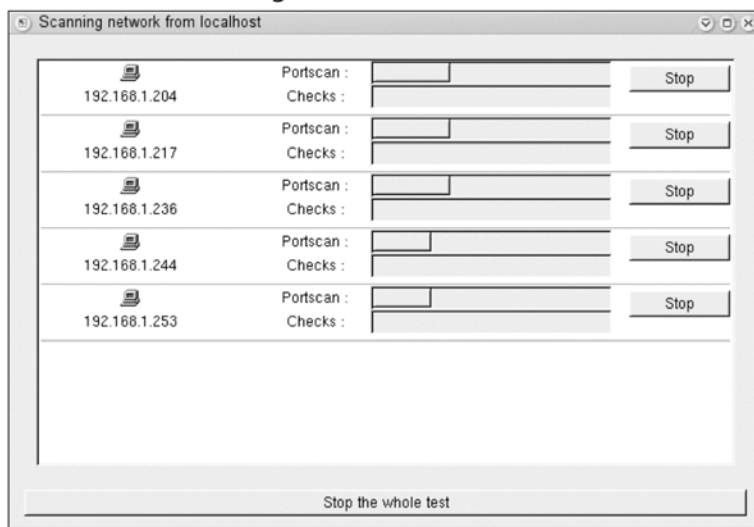 Scanning network from localhost
Portscan :
Stop
192.168.1.204
Checks :
Portscan :
Stop
192.168.1.217
Checks :
Portscan :
Stop
192.168.1.236
Checks :
Portscan :
Stop
192.168.1.244
Checks :
Portscan :
Stop
192.168.1.253
Checks :
Stop the whole test